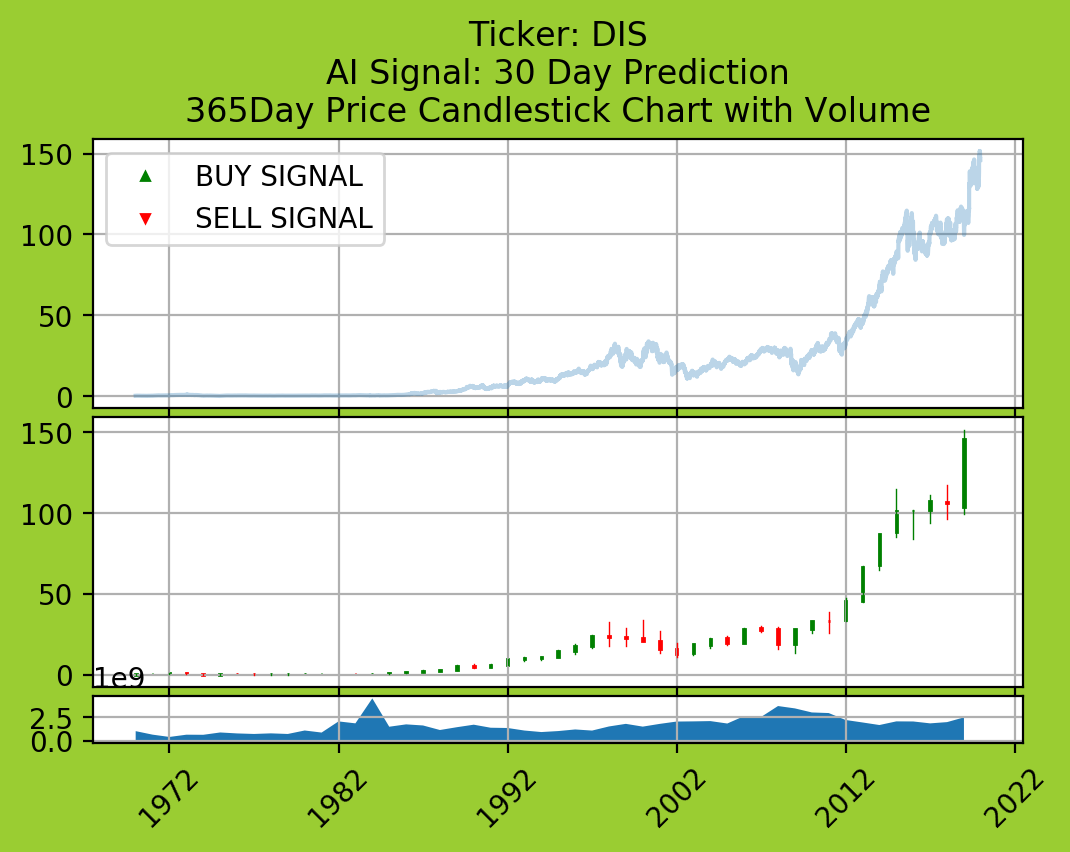 Ticker: DIS
AI Signal: 30 Day Prediction
365Day Price Candlestick Chart with Volume
150
100
50
0
BUY SIGNAL
SELL SIGNAL
150
100
50
0
1e9
2.5
0.0
1972
1982
1992
2002
2012
2022